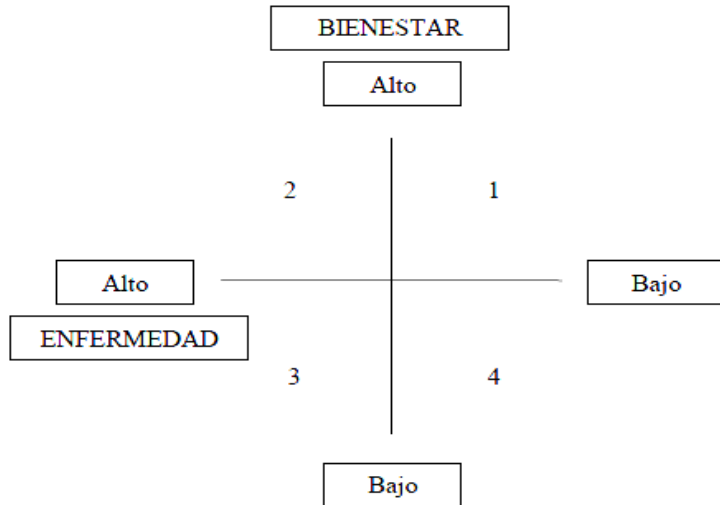 BIENESTAR
Alto
2 1
Alto Bajo
ENFERMEDAD
3 4
Bajo